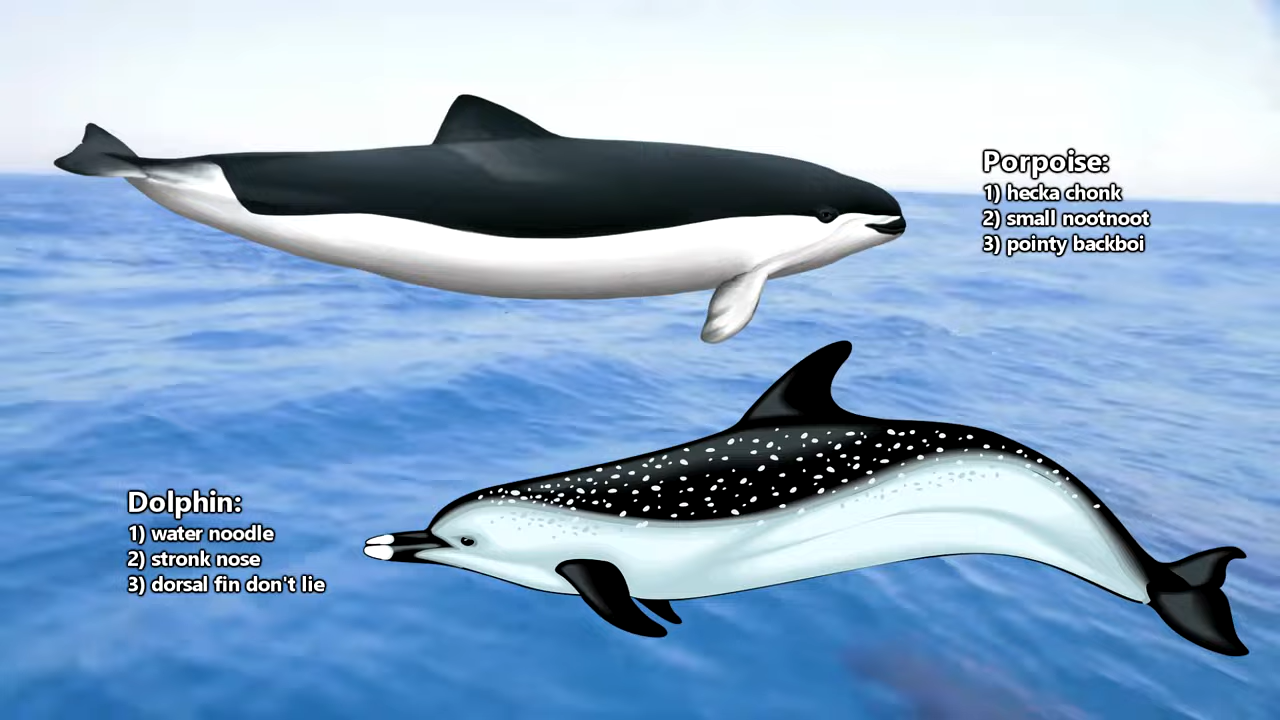 Porpoise:
1) hecka chonk
2) small nootnoot
3) pointy backboi
Dolphin:
1) water noodle
2) stronk nose
3) dorsal fin don't lie